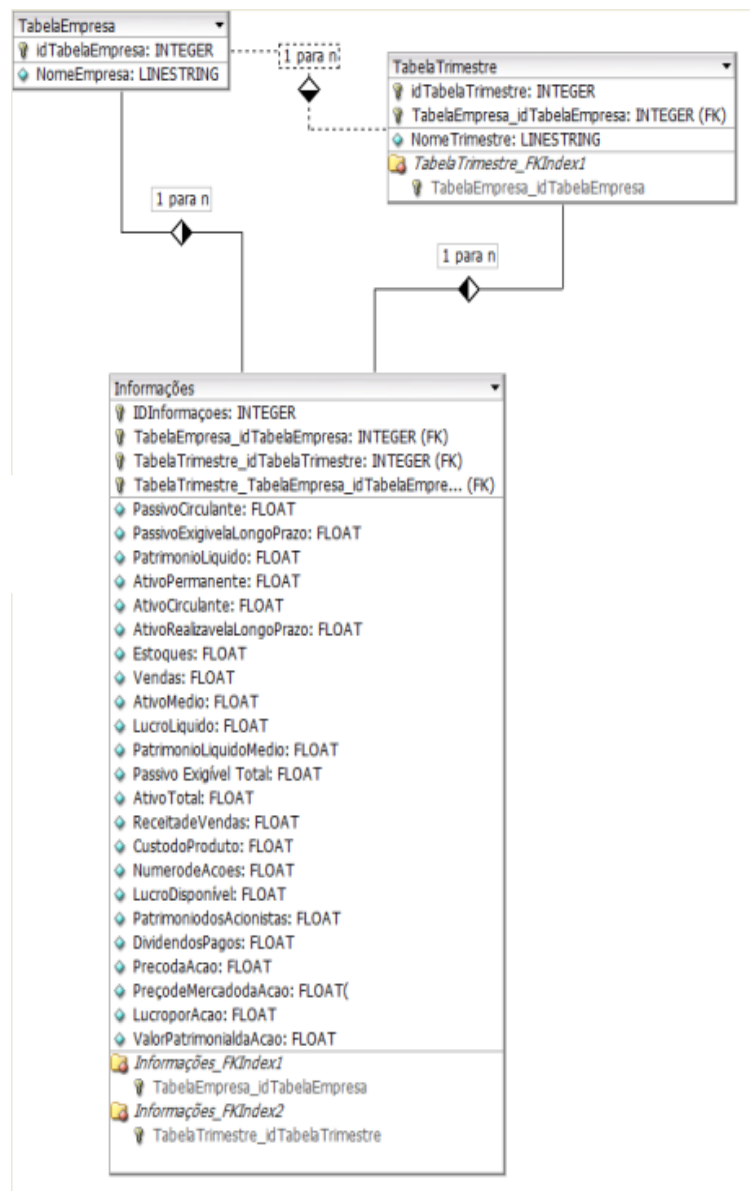 TabelaEmpresa
idTabelaEmpresa: INTEGER
NomeEmpresa: LINESTRING
1 para n
TabelaTrimestre
idTabelaTrimestre: INTEGER
TabelaEmpresa_idTabelaEmpresa: INTEGER (FK)
NomeTrimestre: LINESTRING
TabelaTrimestre_FKIndex1
TabelaEmpresa_idTabelaEmpresa
1 para n
1 para n
Informações
IDInformaçoes: INTEGER
TabelaEmpresa_idTabelaEmpresa: INTEGER (FK)
TabelaTrimestre_idTabelaTrimestre: INTEGER (FK)
TabelaTrimestre_TabelaEmpresa_idTabelaEmpre... (FK)
PassivoCirculante: FLOAT
PassivoExigivelaLongoPrazo: FLOAT
PatrimonioLiquido: FLOAT
AtivoPermanente: FLOAT
AtivoCirculante: FLOAT
AtivoRealizavelaLongoPrazo: FLOAT
Estoques: FLOAT
Vendas: FLOAT
AtivoMedio: FLOAT
LucroLiquido: FLOAT
PatrimonioLiquidoMedio: FLOAT
Passivo Exigível Total: FLOAT
AtivoTotal: FLOAT
ReceitadeVendas: FLOAT
CustodoProduto: FLOAT
NumerodeAcoes: FLOAT
LucroDisponível: FLOAT
PatrimoniodosAcionistas: FLOAT
DividendosPagos: FLOAT
PrecodaAcao: FLOAT
PreçodeMercadodaAcao: FLOAT(
LucroporAcao: FLOAT
ValorPatrimonialdaAcao: FLOAT
Informações_FKIndex1
TabelaEmpresa_idTabelaEmpresa
Informações_FKIndex2
TabelaTrimestre_idTabelaTrimestre